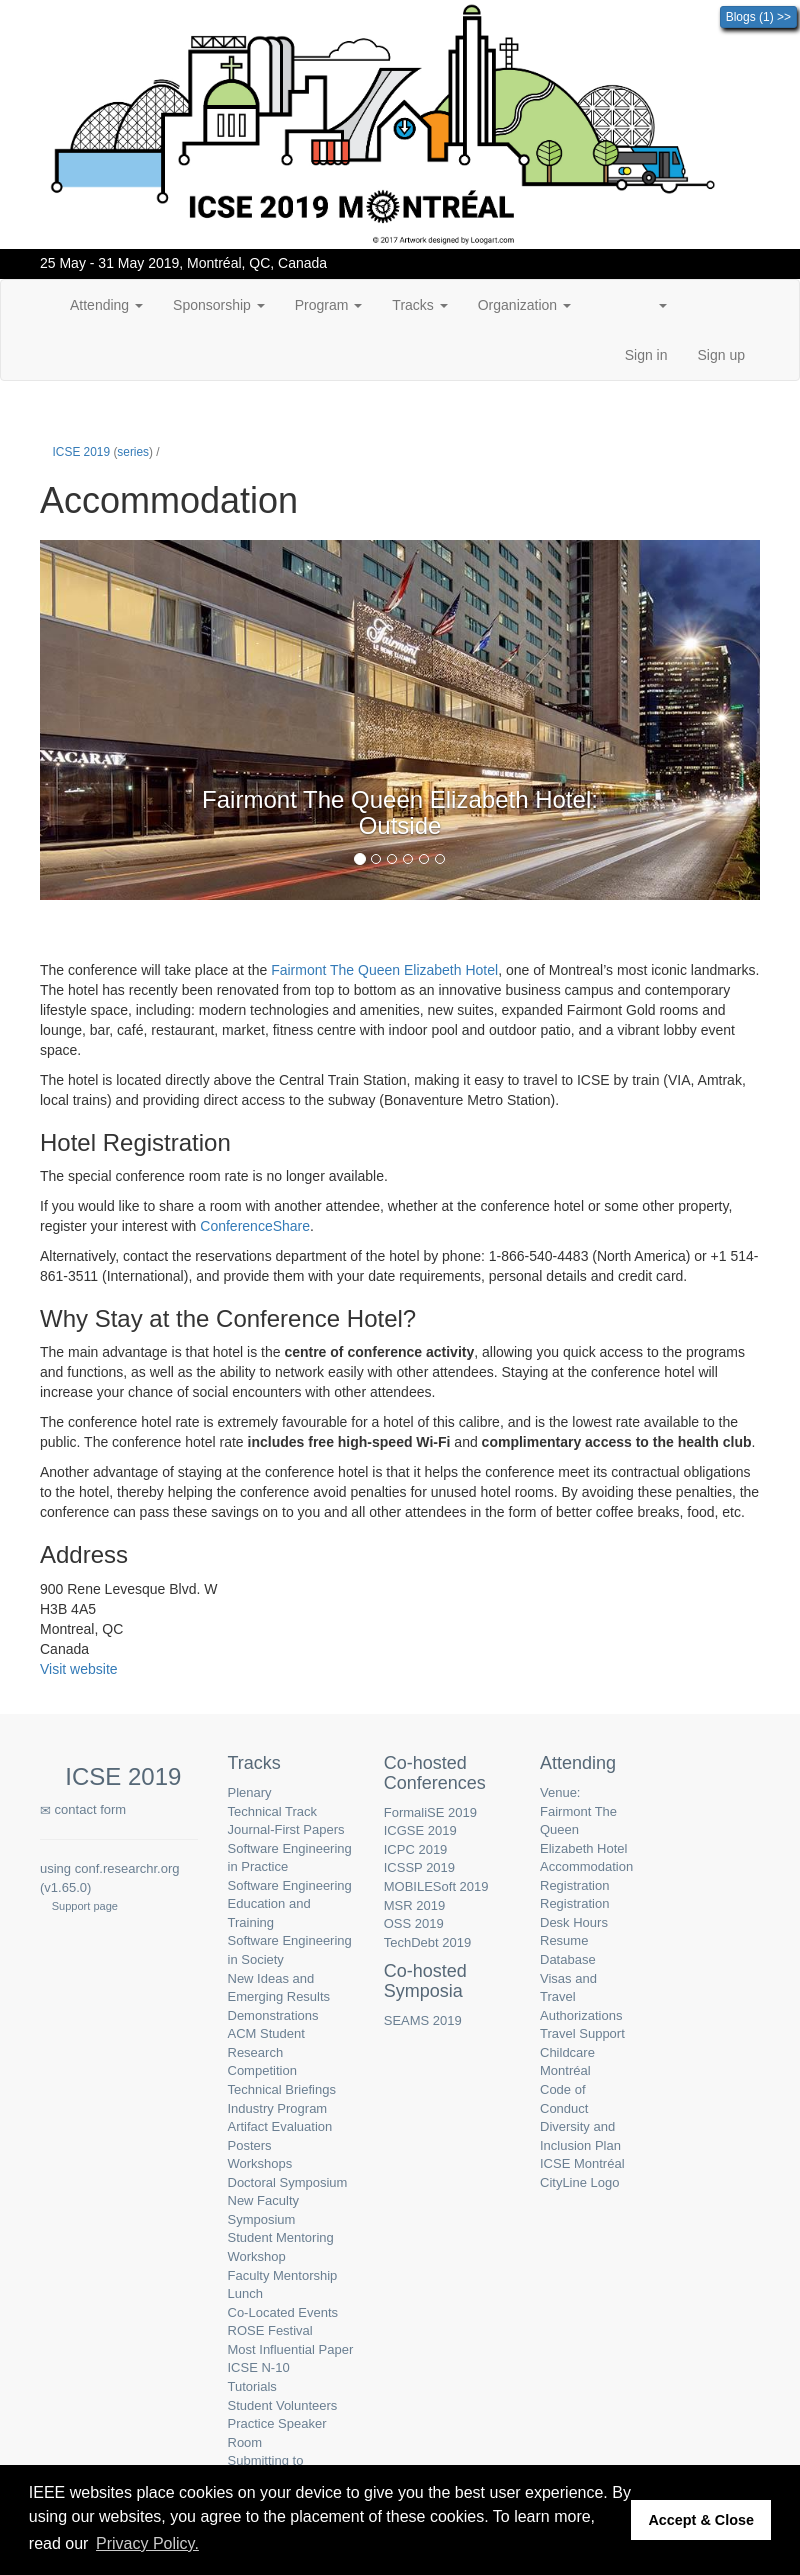 Blogs (1) >>
ICSE 2019 MONTRÉAL
© 2017 Artwork designed by Loogart.com
25 May - 31 May 2019, Montréal, QC, Canada
Attending
Sponsorship
Program
Tracks
Organization
Sign in
Sign up
ICSE 2019 (series) /
Accommodation
Fairmont
LE REINE ELIZABETH
NACARAT
FAIRMONT LE REINE ELIZABETH
Fairmont The Queen Elizabeth Hotel:
Outside
The conference will take place at the Fairmont The Queen Elizabeth Hotel, one of Montreal’s most iconic landmarks.
The hotel has recently been renovated from top to bottom as an innovative business campus and contemporary
lifestyle space, including: modern technologies and amenities, new suites, expanded Fairmont Gold rooms and
lounge, bar, café, restaurant, market, fitness centre with indoor pool and outdoor patio, and a vibrant lobby event
space.
The hotel is located directly above the Central Train Station, making it easy to travel to ICSE by train (VIA, Amtrak,
local trains) and providing direct access to the subway (Bonaventure Metro Station).
Hotel Registration
The special conference room rate is no longer available.
If you would like to share a room with another attendee, whether at the conference hotel or some other property,
register your interest with ConferenceShare.
Alternatively, contact the reservations department of the hotel by phone: 1-866-540-4483 (North America) or +1 514-
861-3511 (International), and provide them with your date requirements, personal details and credit card.
Why Stay at the Conference Hotel?
The main advantage is that hotel is the centre of conference activity, allowing you quick access to the programs
and functions, as well as the ability to network easily with other attendees. Staying at the conference hotel will
increase your chance of social encounters with other attendees.
The conference hotel rate is extremely favourable for a hotel of this calibre, and is the lowest rate available to the
public. The conference hotel rate includes free high-speed Wi-Fi and complimentary access to the health club.
Another advantage of staying at the conference hotel is that it helps the conference meet its contractual obligations
to the hotel, thereby helping the conference avoid penalties for unused hotel rooms. By avoiding these penalties, the
conference can pass these savings on to you and all other attendees in the form of better coffee breaks, food, etc.
Address
900 Rene Levesque Blvd. W
H3B 4A5
Montreal, QC
Canada
Visit website
ICSE 2019
✉ contact form
using conf.researchr.org
(v1.65.0)
Support page
Tracks
Plenary
Technical Track
Journal-First Papers
Software Engineering
in Practice
Software Engineering
Education and
Training
Software Engineering
in Society
New Ideas and
Emerging Results
Demonstrations
ACM Student
Research
Competition
Technical Briefings
Industry Program
Artifact Evaluation
Posters
Workshops
Doctoral Symposium
New Faculty
Symposium
Student Mentoring
Workshop
Faculty Mentorship
Lunch
Co-Located Events
ROSE Festival
Most Influential Paper
ICSE N-10
Tutorials
Student Volunteers
Practice Speaker
Room
Submitting to
Co-hosted
Conferences
FormaliSE 2019
ICGSE 2019
ICPC 2019
ICSSP 2019
MOBILESoft 2019
MSR 2019
OSS 2019
TechDebt 2019
Co-hosted
Symposia
SEAMS 2019
Attending
Venue:
Fairmont The
Queen
Elizabeth Hotel
Accommodation
Registration
Registration
Desk Hours
Resume
Database
Visas and
Travel
Authorizations
Travel Support
Childcare
Montréal
Code of
Conduct
Diversity and
Inclusion Plan
ICSE Montréal
CityLine Logo
IEEE websites place cookies on your device to give you the best user experience. By
using our websites, you agree to the placement of these cookies. To learn more,
read our Privacy Policy.
Accept & Close